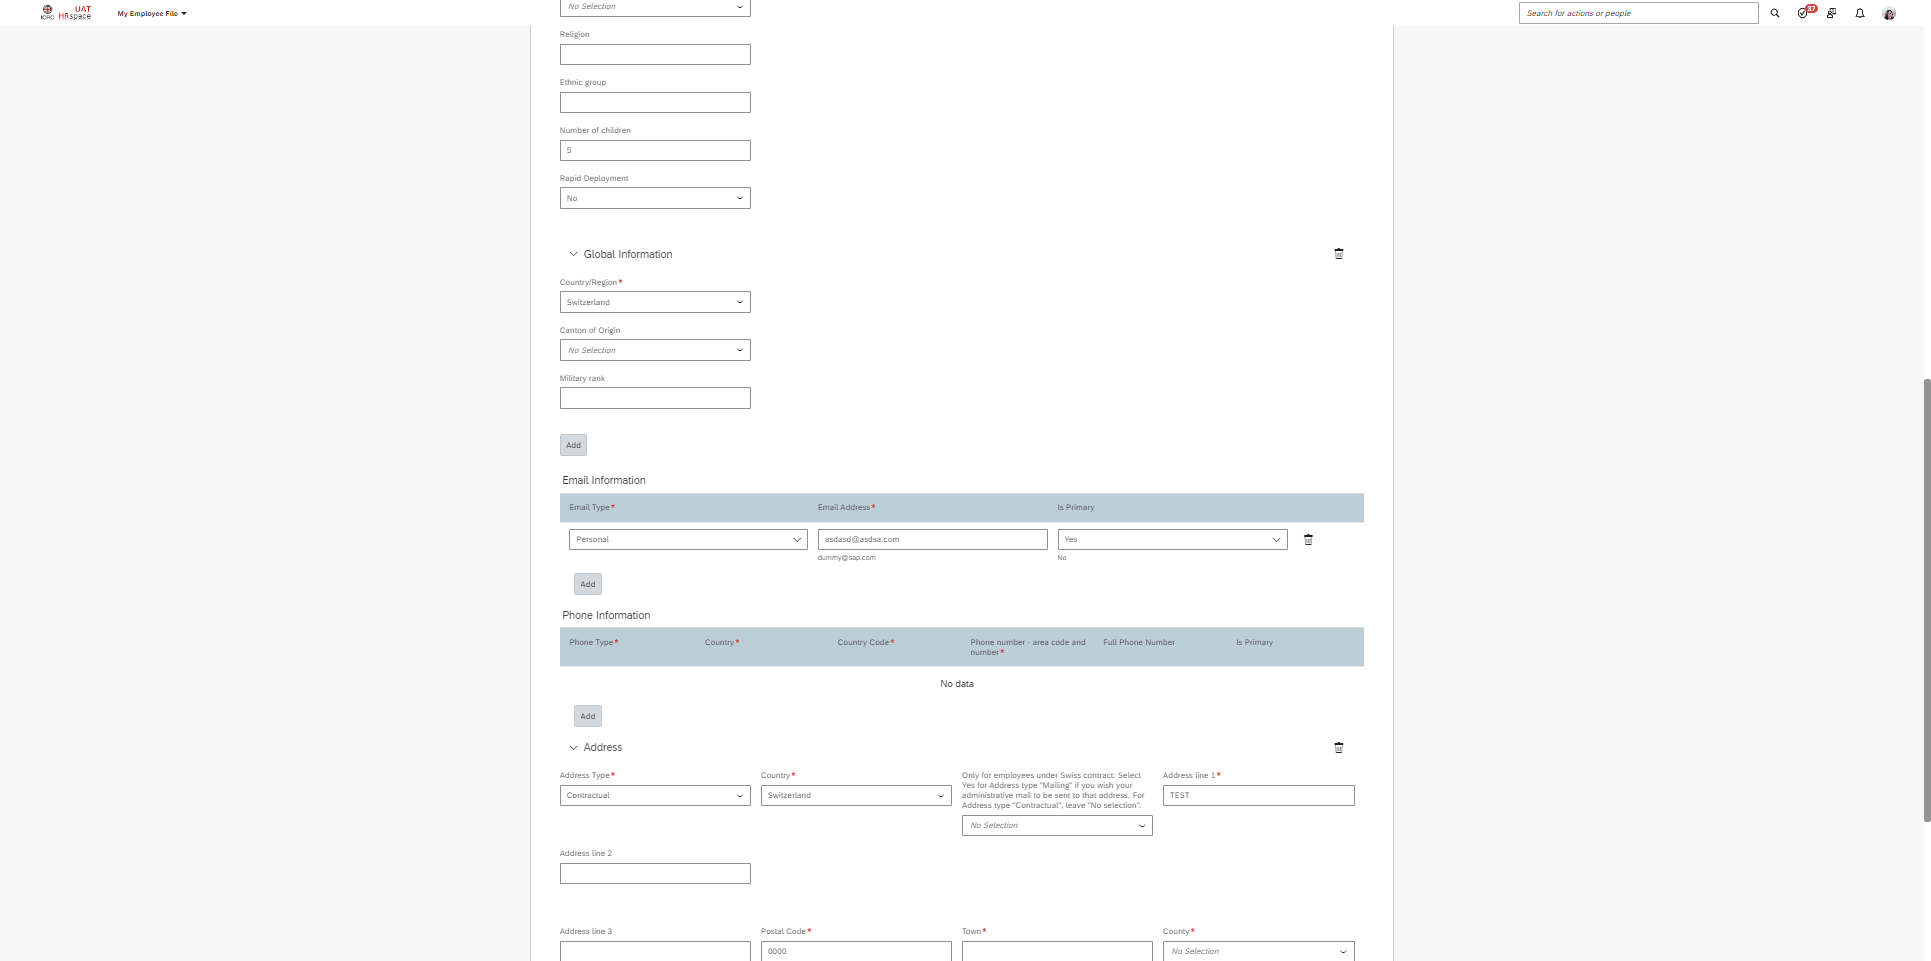 ICRC
UAT
HRspace
My Employee File
Search for actions or people
37
No Selection
Religion
Ethnic group
Number of children
5
Rapid Deployment
No
Global Information
Country/Region*
Switzerland
Canton of Origin
No Selection
Military rank
Add
Email Information
Email Type* Email Address* Is Primary
Personal asdasd@asdsa.com Yes
dummy@sap.com No
Add
Phone Information
Phone Type* Country* Country Code* Phone number - area code and Full Phone Number Is Primary
number*
No data
Add
Address
Address Type* Country* Only for employees under Swiss contract: Select Address line 1*
Yes for Address type "Mailing" if you wish your
administrative mail to be sent to that address. For
Address type "Contractual", leave "No selection".
Contractual Switzerland No Selection TEST
Address line 2
Address line 3 Postal Code* Town* County*
0000 No Selection